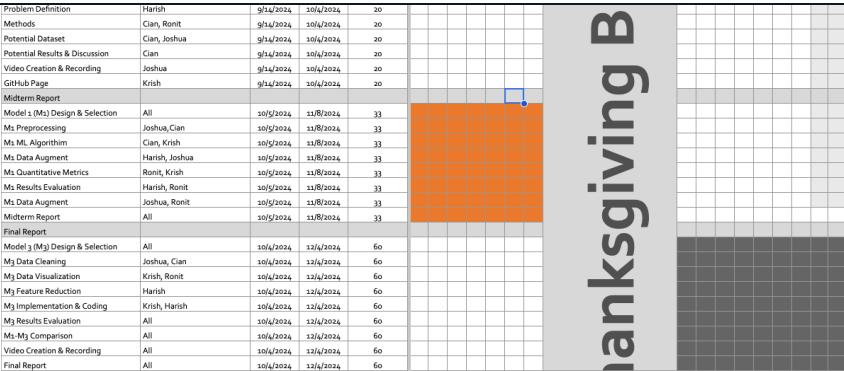 Problem Definition Harish 9/14/2024 10/4/2024 20
Methods Cian, Ronit 9/14/2024 10/4/2024 20
Potential Dataset Cian, Joshua 9/14/2024 10/4/2024 20
Potential Results & Discussion Cian 9/14/2024 10/4/2024 20
Video Creation & Recording Joshua 9/14/2024 10/4/2024 20
GitHub Page Krish 9/14/2024 10/4/2024 20
Midterm Report
Model 1 (M1) Design & Selection All 10/5/2024 11/8/2024 33
M1 Preprocessing Joshua,Cian 10/5/2024 11/8/2024 33
M1 ML Algorithim Cian, Krish 10/5/2024 11/8/2024 33
M1 Data Augment Harish, Joshua 10/5/2024 11/8/2024 33
M1 Quantitative Metrics Ronit, Krish 10/5/2024 11/8/2024 33
M1 Results Evaluation Harish, Ronit 10/5/2024 11/8/2024 33
M1 Data Augment Joshua, Ronit 10/5/2024 11/8/2024 33
Midterm Report All 10/5/2024 11/8/2024 33
Final Report
Model 3 (M3) Design & Selection All 10/4/2024 12/4/2024 60
M3 Data Cleaning Joshua, Cian 10/4/2024 12/4/2024 60
M3 Data Visualization Krish, Ronit 10/4/2024 12/4/2024 60
M3 Feature Reduction Harish 10/4/2024 12/4/2024 60
M3 Implementation & Coding Krish, Harish 10/4/2024 12/4/2024 60
M3 Results Evaluation All 10/4/2024 12/4/2024 60
M1-M3 Comparison All 10/4/2024 12/4/2024 60
Video Creation & Recording All 10/4/2024 12/4/2024 60
Final Report All 10/4/2024 12/4/2024 60
hanksgiving B